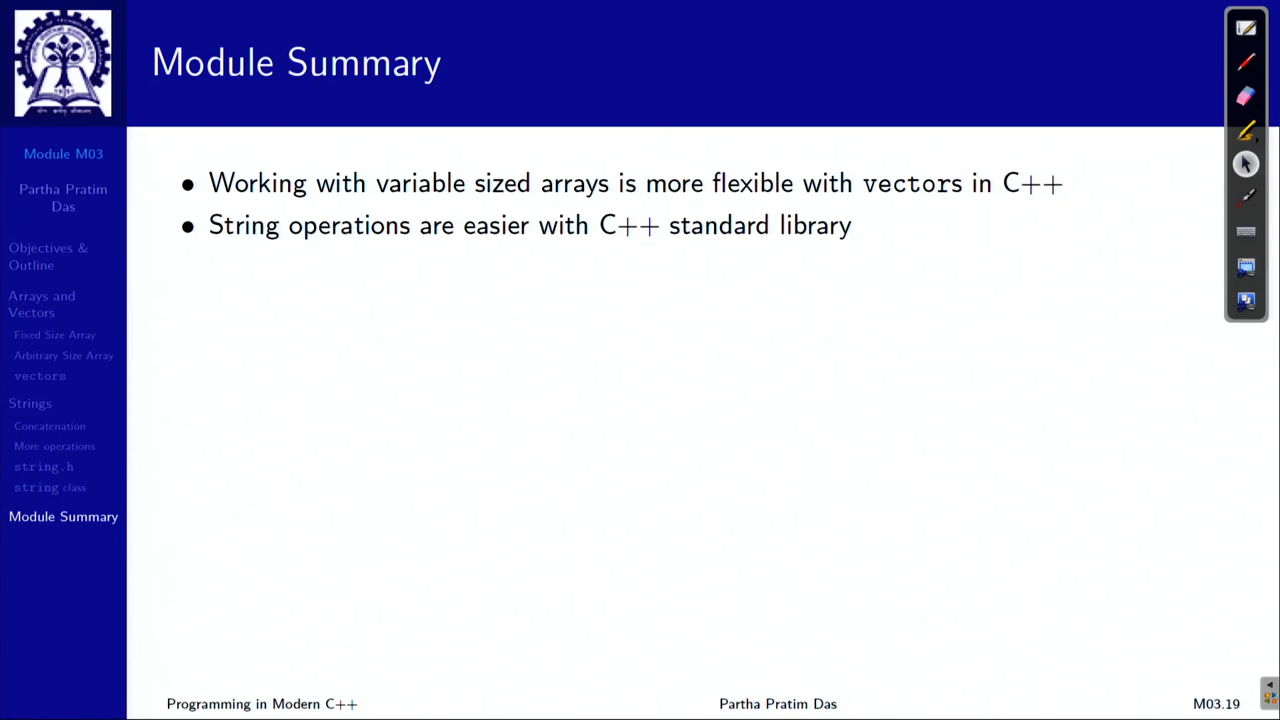 Module Summary
Module M03
Partha Pratim
Das
Objectives &
Outline
Arrays and
Vectors
Fixed Size Array
Arbitrary Size Array
vectors
Strings
Concatenation
More operations
string.h
string class
Module Summary
• Working with variable sized arrays is more flexible with vectors in C++
• String operations are easier with C++ standard library
Programming in Modern C++
Partha Pratim Das
M03.19